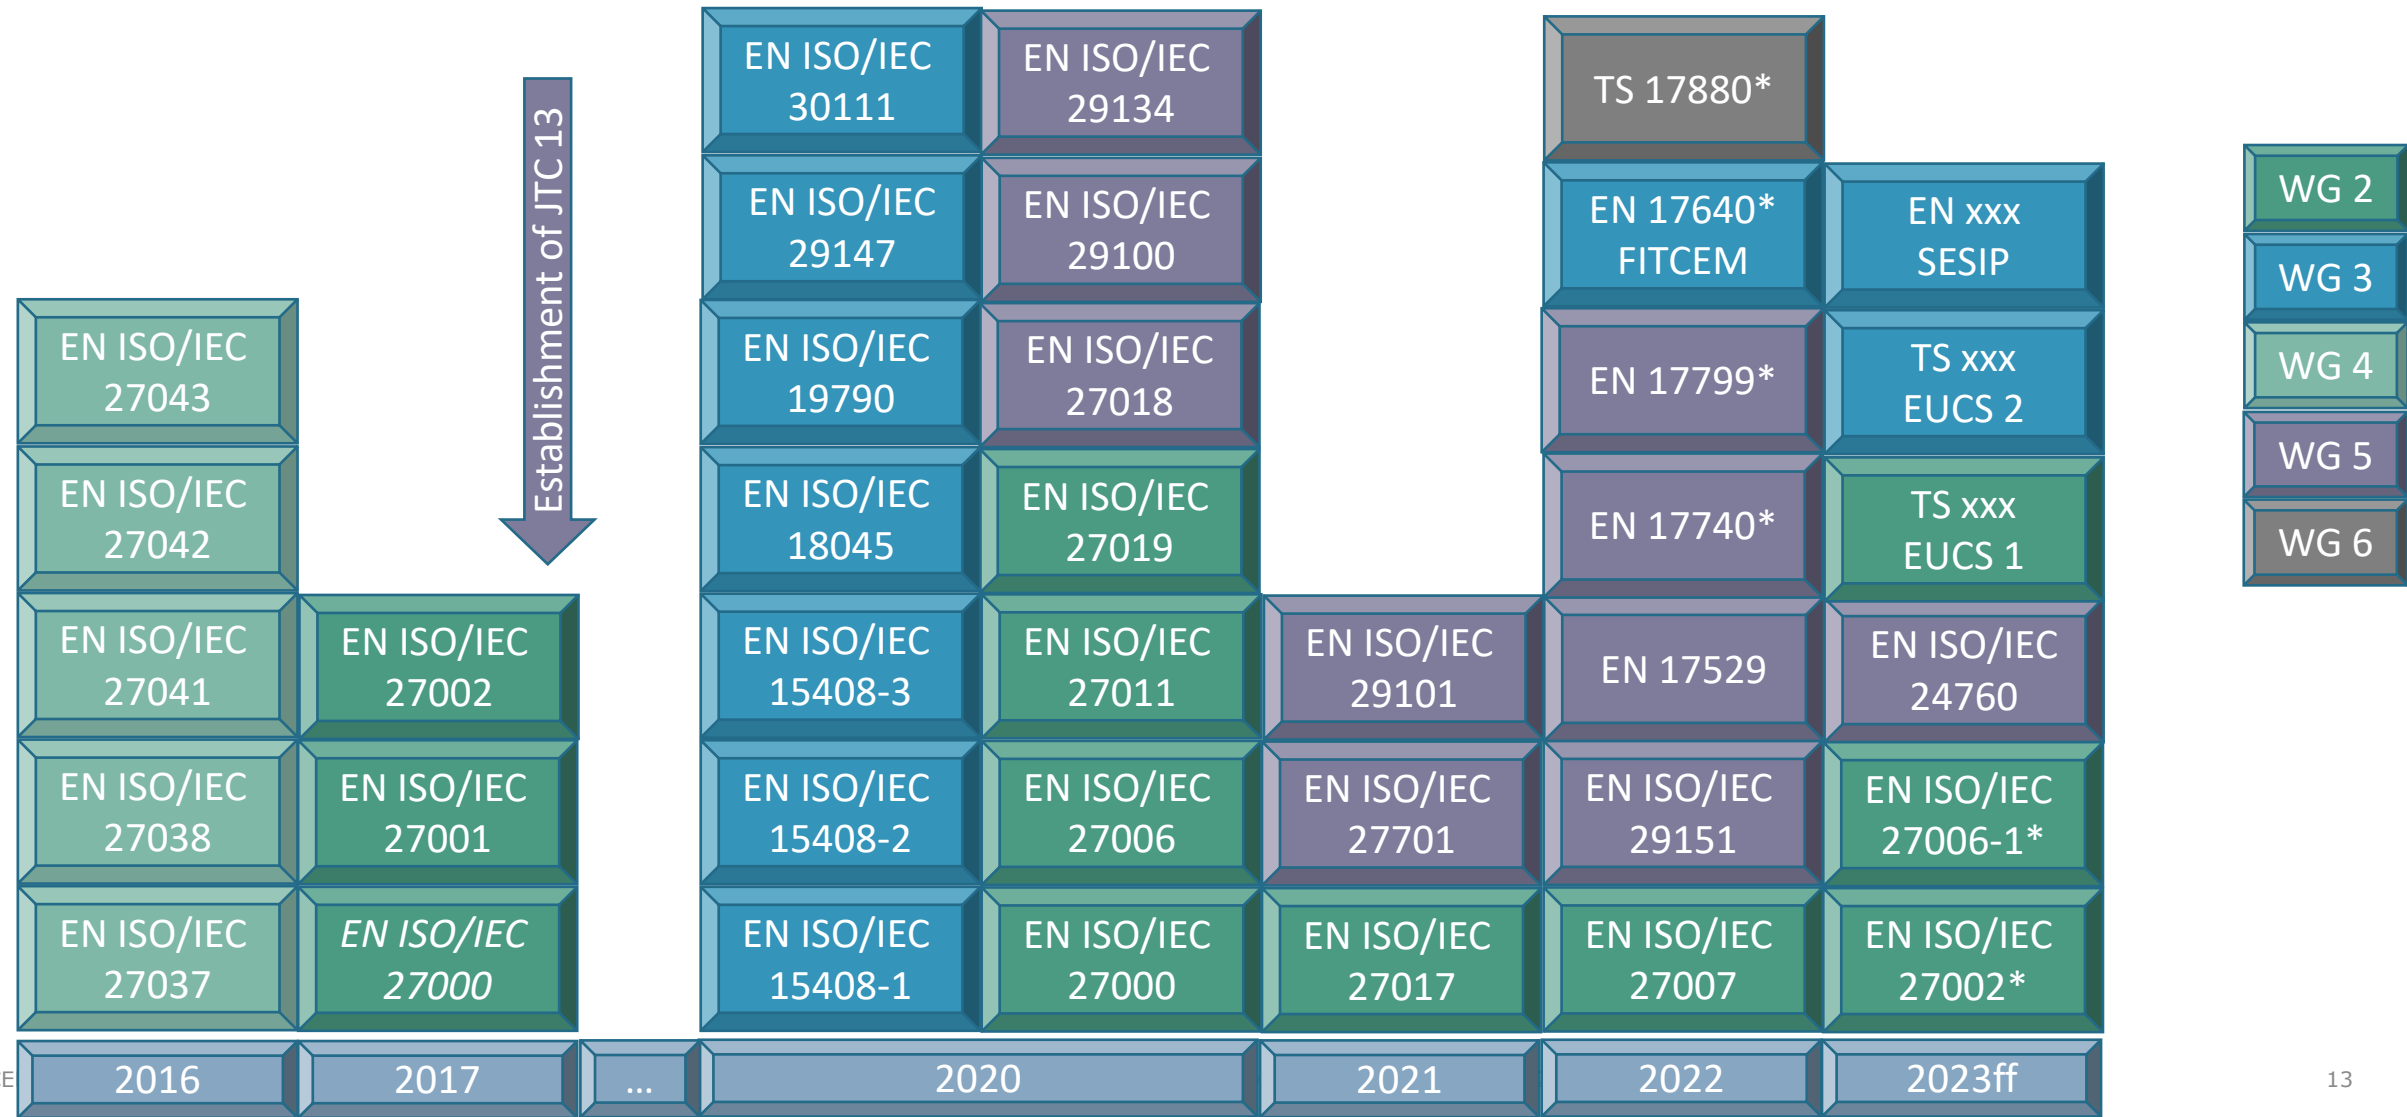 EN ISO/IEC
27043
EN ISO/IEC
27042
EN ISO/IEC
27041
EN ISO/IEC
27038
EN ISO/IEC
27037
EN ISO/IEC
27002
EN ISO/IEC
27001
EN ISO/IEC
27000
Establishment of JTC 13
EN ISO/IEC
30111
EN ISO/IEC
29147
EN ISO/IEC
19790
EN ISO/IEC
18045
EN ISO/IEC
15408-3
EN ISO/IEC
15408-2
EN ISO/IEC
15408-1
EN ISO/IEC
29134
EN ISO/IEC
29100
EN ISO/IEC
27018
EN ISO/IEC
27019
EN ISO/IEC
27011
EN ISO/IEC
27006
EN ISO/IEC
27000
EN ISO/IEC
29101
EN ISO/IEC
27701
EN ISO/IEC
27017
TS 17880*
EN 17640*
FITCEM
EN 17799*
EN 17740*
EN 17529
EN ISO/IEC
29151
EN ISO/IEC
27007
EN xxx
SESIP
TS xxx
EUCS 2
TS xxx
EUCS 1
EN ISO/IEC
24760
EN ISO/IEC
27006-1*
EN ISO/IEC
27002*
WG 2
WG 3
WG 4
WG 5
WG 6
2016
2017
...
2020
2021
2022
2023ff
13